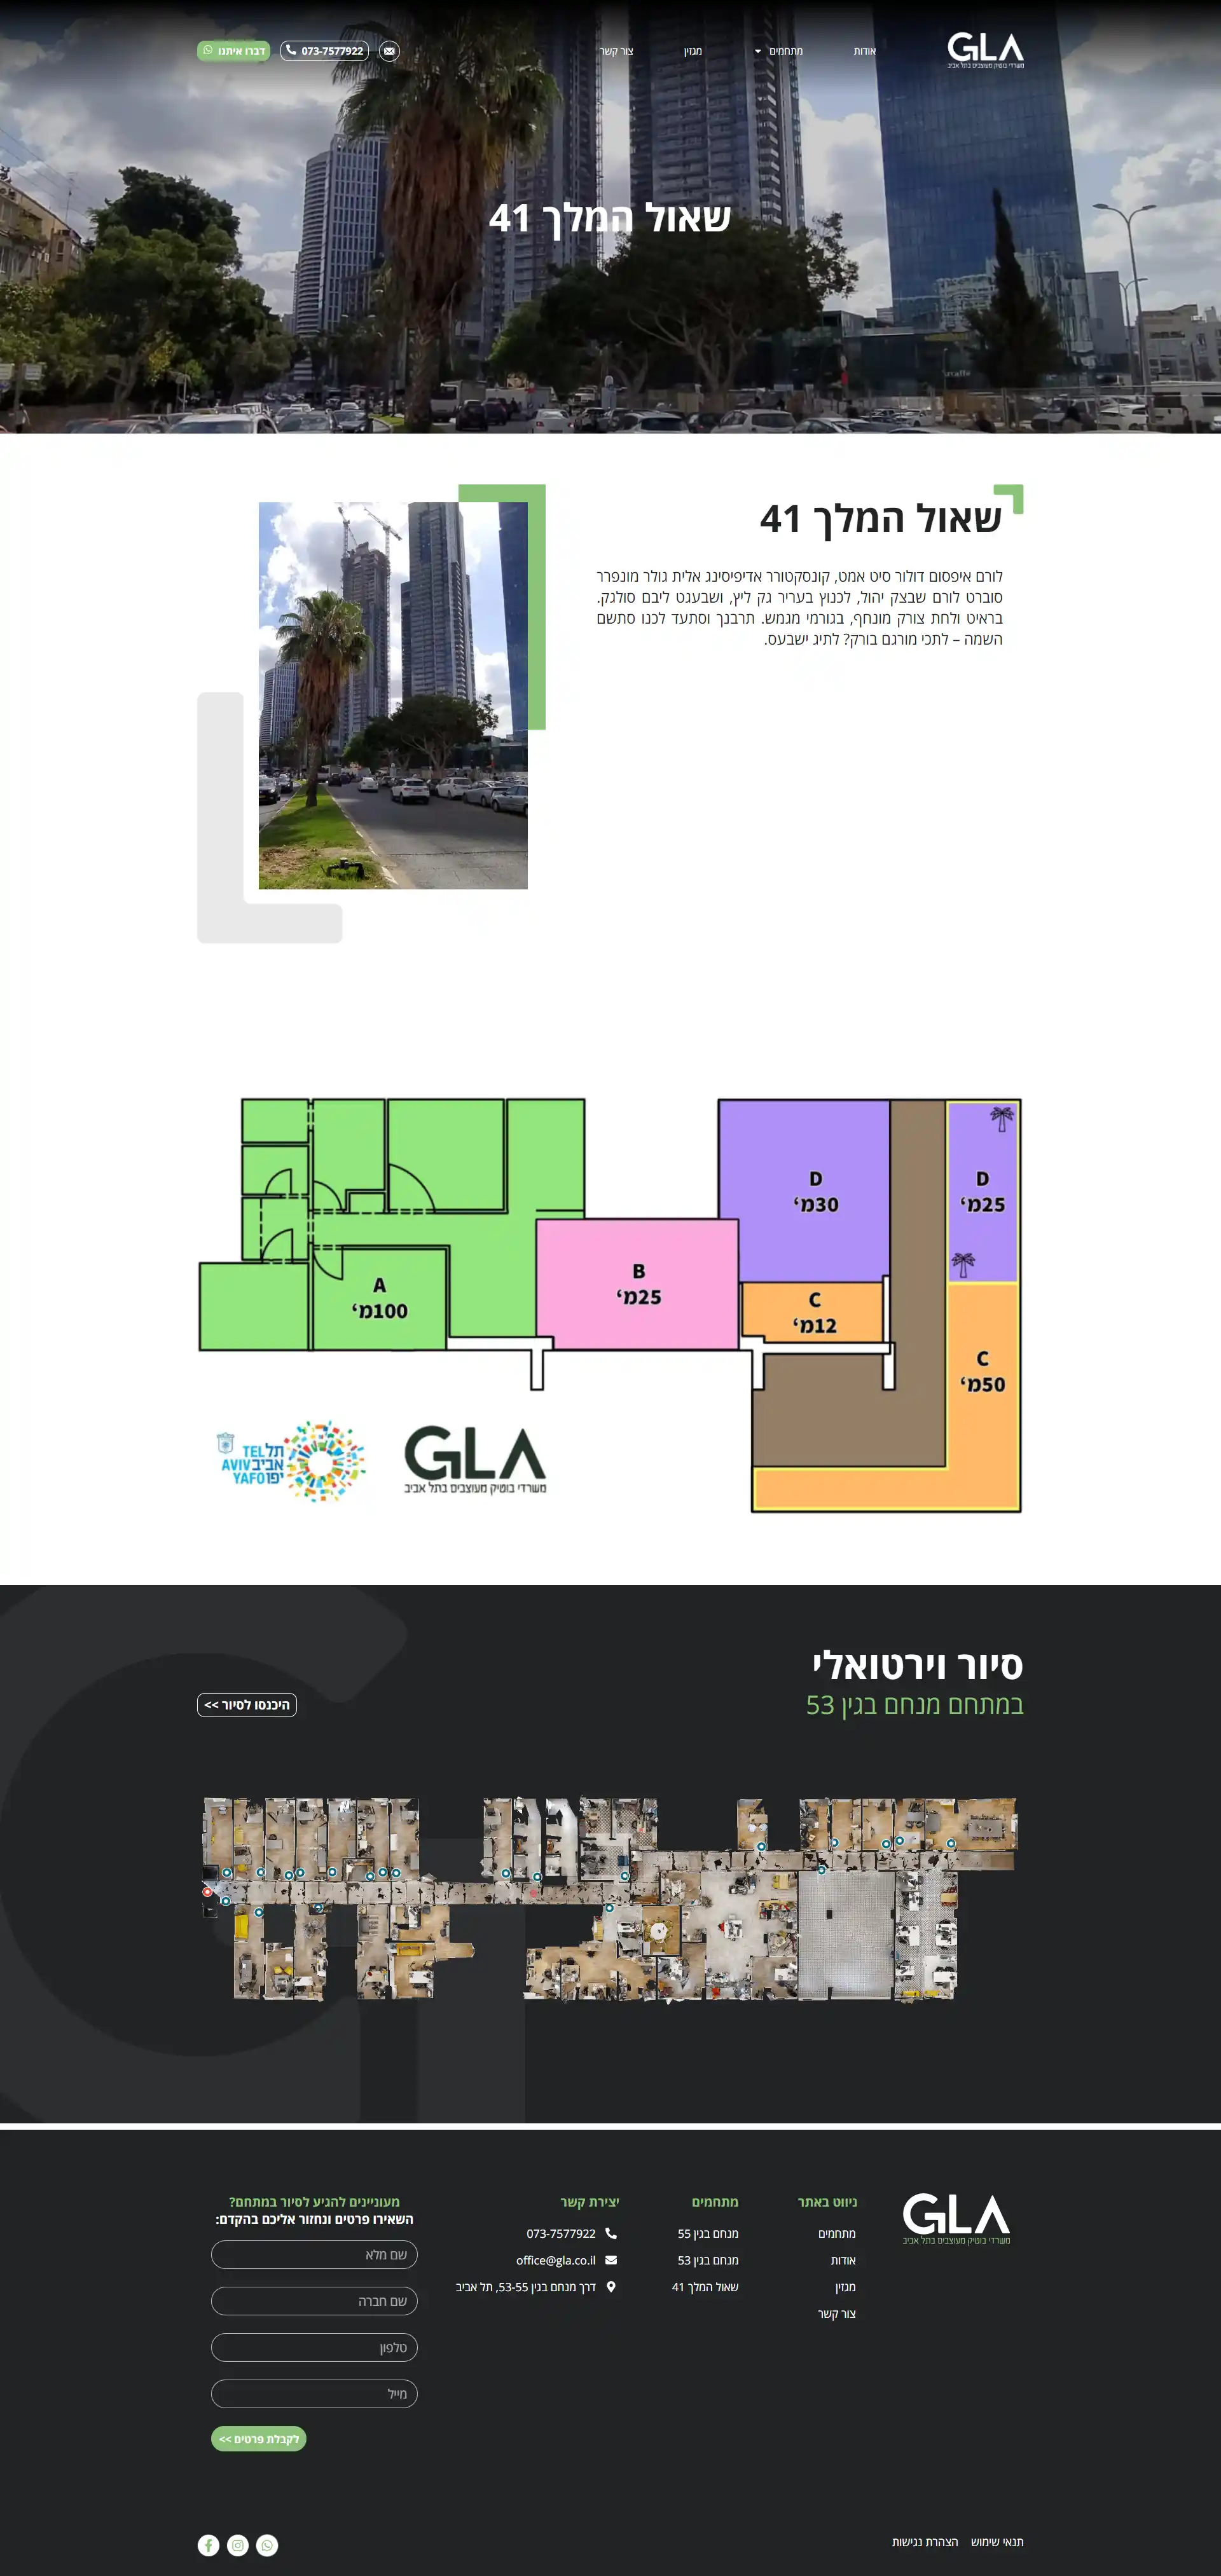 GLA
משרדי בוטיק מעוצבים בתל אביב
אודות
מתחמים
מגזין
צור קשר
073-7577922
דברו איתנו
שאול המלך 41
שאול המלך 41
לורם איפסום דולור סיט אמט, קונסקטורר אדיפיסינג אלית גולר מונפרר
סוברט לורם שבצק יהול, לכנוץ בעריר גק ליץ, ושבעגט ליבם סולגק.
בראיט ולחת צורק מונחף, בגורמי מגמש. תרבנך וסתעד לכנו סתשם
השמה – לתכי מורגם בורק? לתיג ישבעס.
D
30מ'
D
25מ'
A
100מ'
B
25מ'
C
12מ'
C
50מ'
תל TEL
אביב AVIV
יפו YAFO
GLA
משרדי בוטיק מעוצבים בתל אביב
סיור וירטואלי
במתחם מנחם בגין 53
היכנסו לסיור >>
GLA
משרדי בוטיק מעוצבים בתל אביב
ניווט באתר
מתחמים
אודות
מגזין
צור קשר
מתחמים
מנחם בגין 55
מנחם בגין 53
שאול המלך 41
יצירת קשר
073-7577922
office@gla.co.il
דרך מנחם בגין 53-55, תל אביב
מעוניינים להגיע לסיור במתחם?
השאירו פרטים ונחזור אליכם בהקדם:
שם מלא
שם חברה
טלפון
מייל
לקבלת פרטים >>
תנאי שימוש
הצהרת נגישות